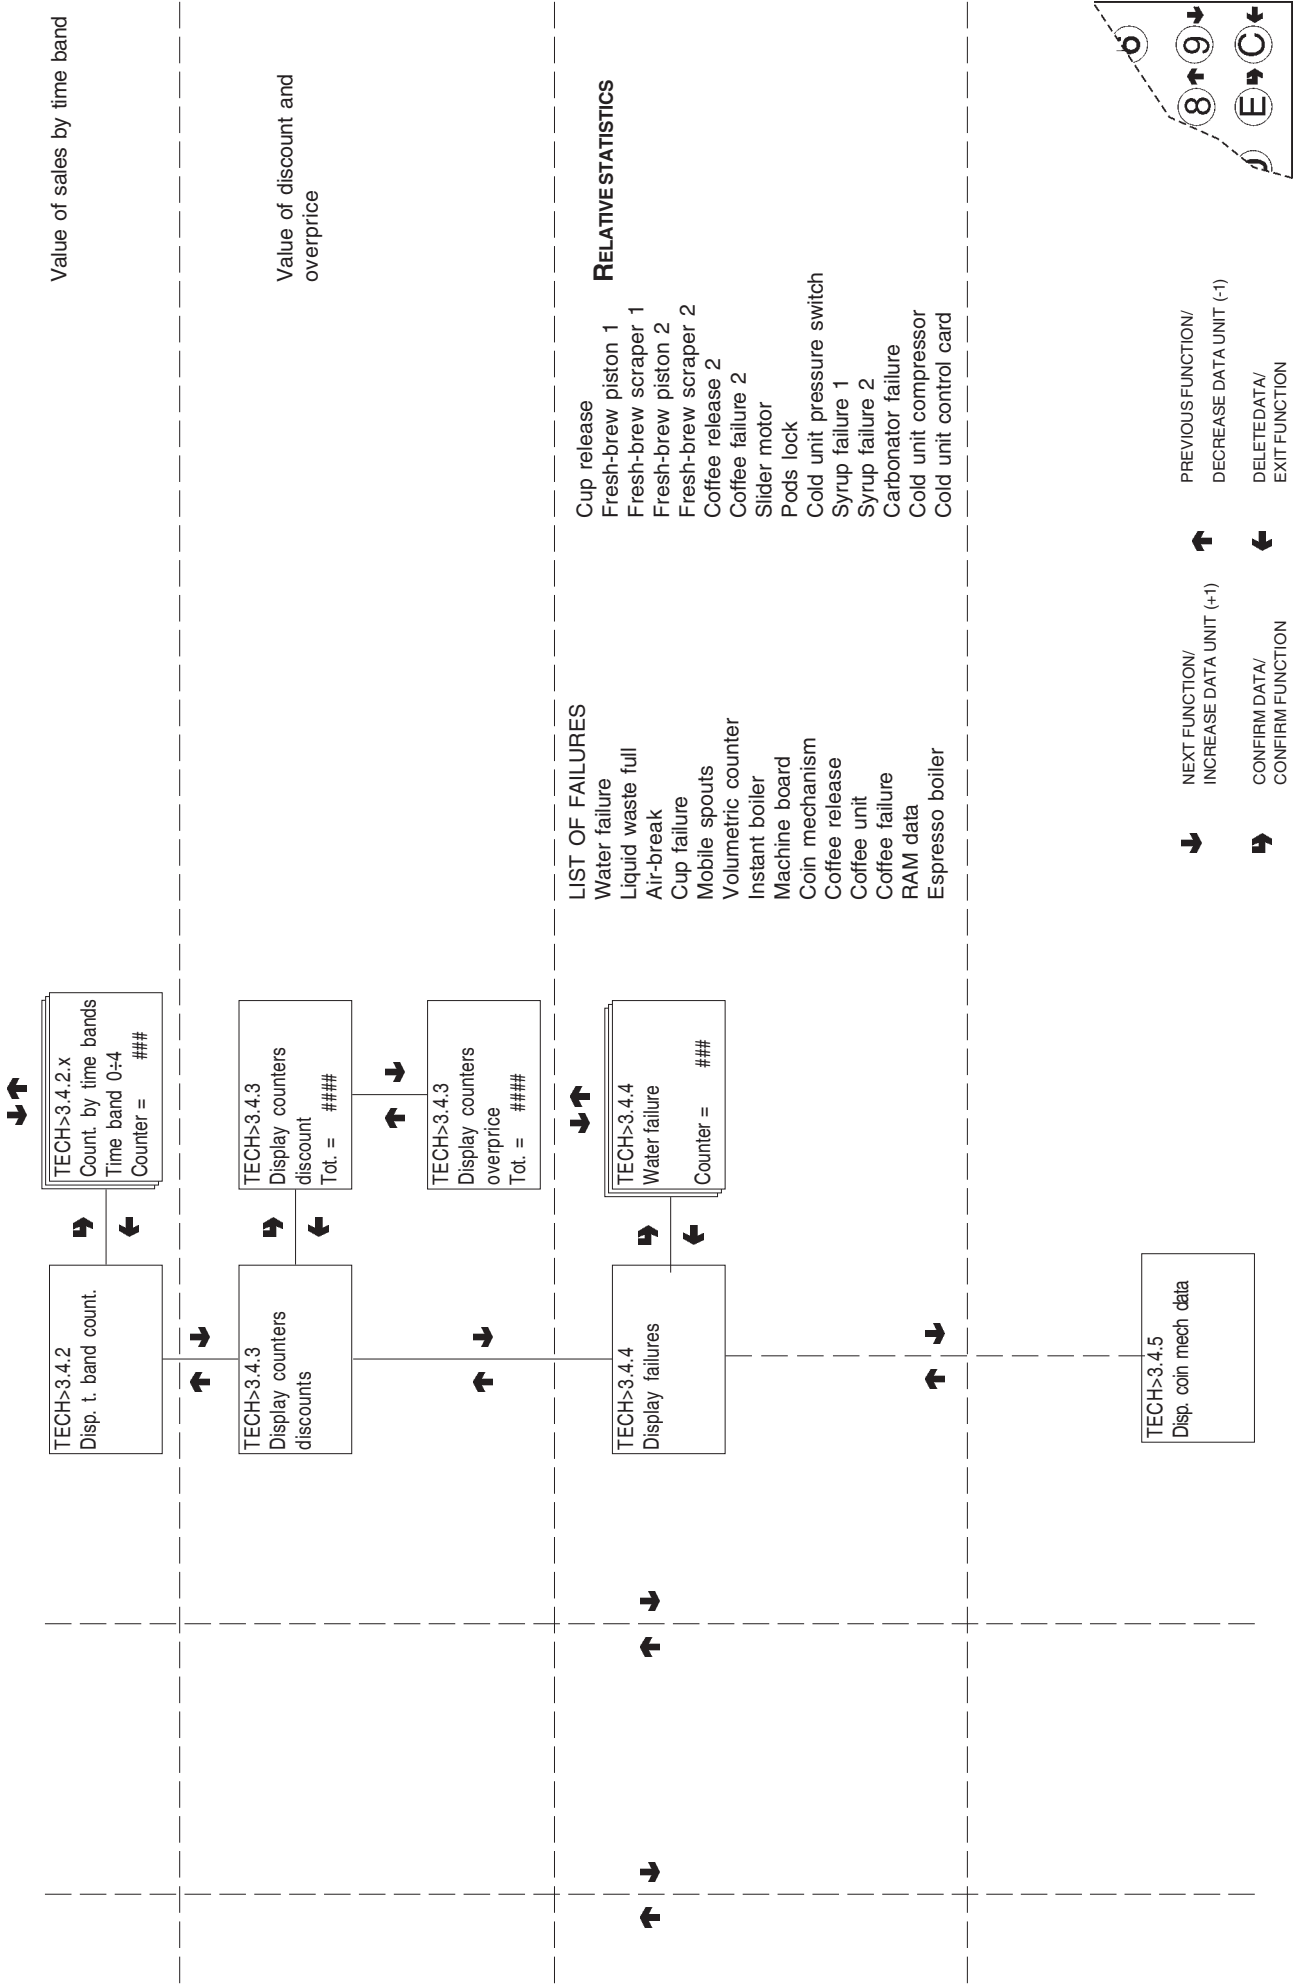 TECH>3.4.2
Disp. t. band count.
TECH>3.4.2.x
Count. by time bands
Time band 0÷4
Counter = ###
Value of sales by time band
TECH>3.4.3
Display counters
discounts
TECH>3.4.3
Display counters
discount
Tot. = ####
TECH>3.4.3
Display counters
overprice
Tot. = ####
Value of discount and
overprice
TECH>3.4.4
Display failures
TECH>3.4.4
Water failure
Counter = ###
LIST OF FAILURES
Water failure
Liquid waste full
Air-break
Cup failure
Mobile spouts
Volumetric counter
Instant boiler
Machine board
Coin mechanism
Coffee release
Coffee unit
Coffee failure
RAM data
Espresso boiler
Cup release
Fresh-brew piston 1
Fresh-brew scraper 1
Fresh-brew piston 2
Fresh-brew scraper 2
Coffee release 2
Coffee failure 2
Slider motor
Pods lock
Cold unit pressure switch
Syrup failure 1
Syrup failure 2
Carbonator failure
Cold unit compressor
Cold unit control card
RELATIVE STATISTICS
TECH>3.4.5
Disp. coin mech data
NEXT FUNCTION/
INCREASE DATA UNIT (+1)
CONFIRM DATA/
CONFIRM FUNCTION
PREVIOUS FUNCTION/
DECREASE DATA UNIT (-1)
DELETEDATA/
EXIT FUNCTION
8 9
E C